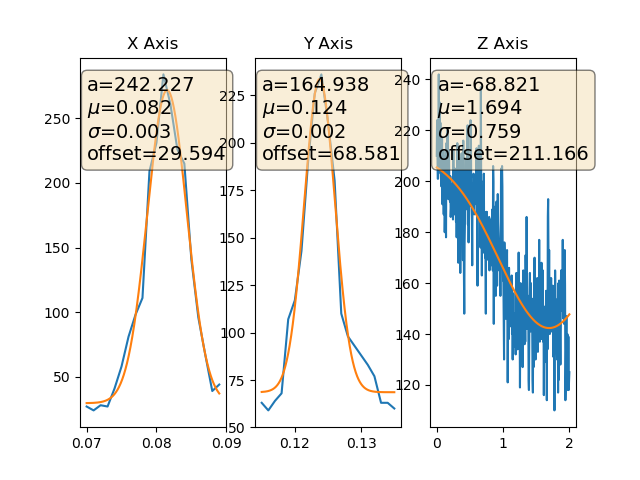 X Axis
Y Axis
Z Axis
a=242.227
μ=0.082
σ=0.003
offset=29.594
a=164.938
μ=0.124
σ=0.002
offset=68.581
a=-68.821
μ=1.694
σ=0.759
offset=211.166
250
200
150
100
50
0.07
0.08
0.09
225
200
175
150
125
100
75
50
0.12
0.13
240
220
200
180
160
140
120
0
1
2